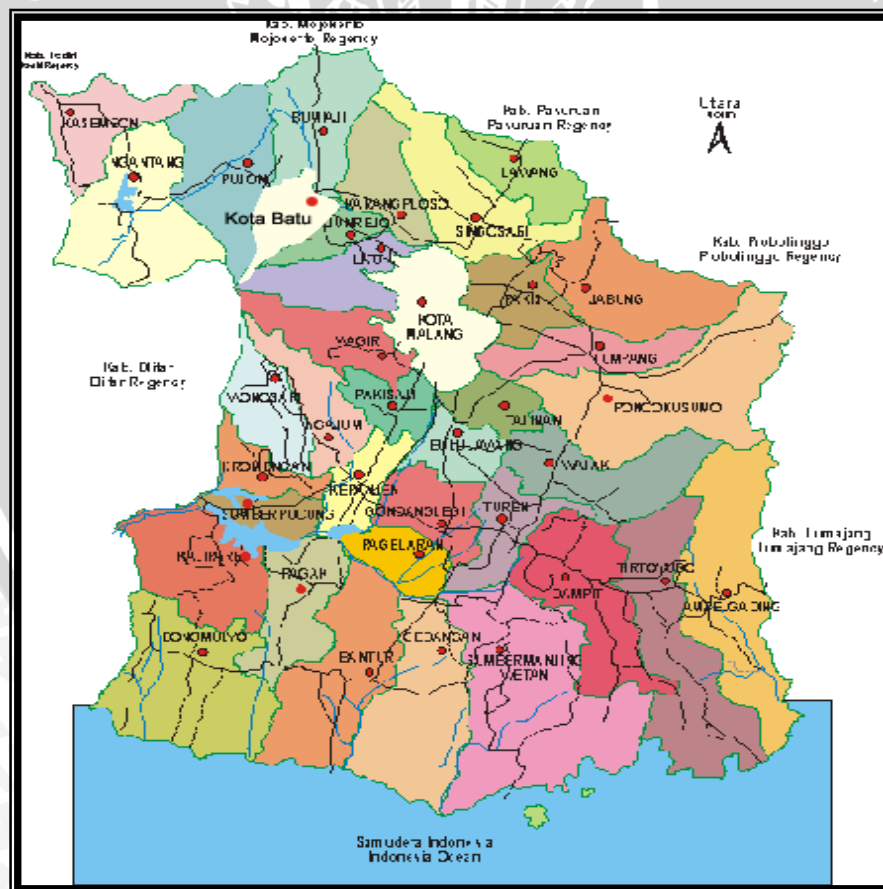 Kab. Mojokerto
Mojokerto Regency
Kab. Kediri
Kediri Regency
Kab. Pasuruan
Pasuruan Regency
Utara
North
KASEMBON
BUMIAJI
LAWANG
NGANTANG
PUJON
Kota Batu
KARANGPLOSO
JUNREJO
SINGOSARI
Kab. Probolinggo
Probolinggo Regency
DAU
PAKIS
JABUNG
KOTA
MALANG
WAGIR
TUMPANG
Kab. Blitar
Blitar Regency
WONOSARI
PAKISAJI
TAJINAN
PONCOKUSUMO
NGAJUM
BULULAWANG
WAJAK
KROMENGAN
KEPANJEN
SUMBERPUCUNG
GONDANGLEGI
TUREN
Kab. Lumajang
Lumajang Regency
KALIPARE
PAGELARAN
PAGAK
DAMPIT
TIRTOYUDO
AMPELGADING
DONOMULYO
BANTUR
GEDANGAN
SUMBERMANJING
WETAN
Samudera Indonesia
Indonesia Ocean